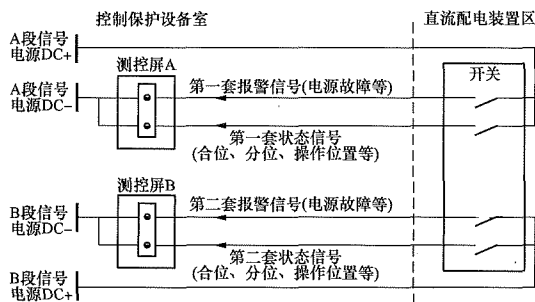 控制保护设备室
直流配电装置区
A段信号
电源DC+
测控屏A
开关
A段信号
电源DC-
第一套报警信号(电源故障等)
第一套状态信号
(合位、分位、操作位置等)
测控屏B
B段信号
电源DC-
第二套报警信号(电源故障等)
第二套状态信号
(合位、分位、操作位置等)
B段信号
电源DC+